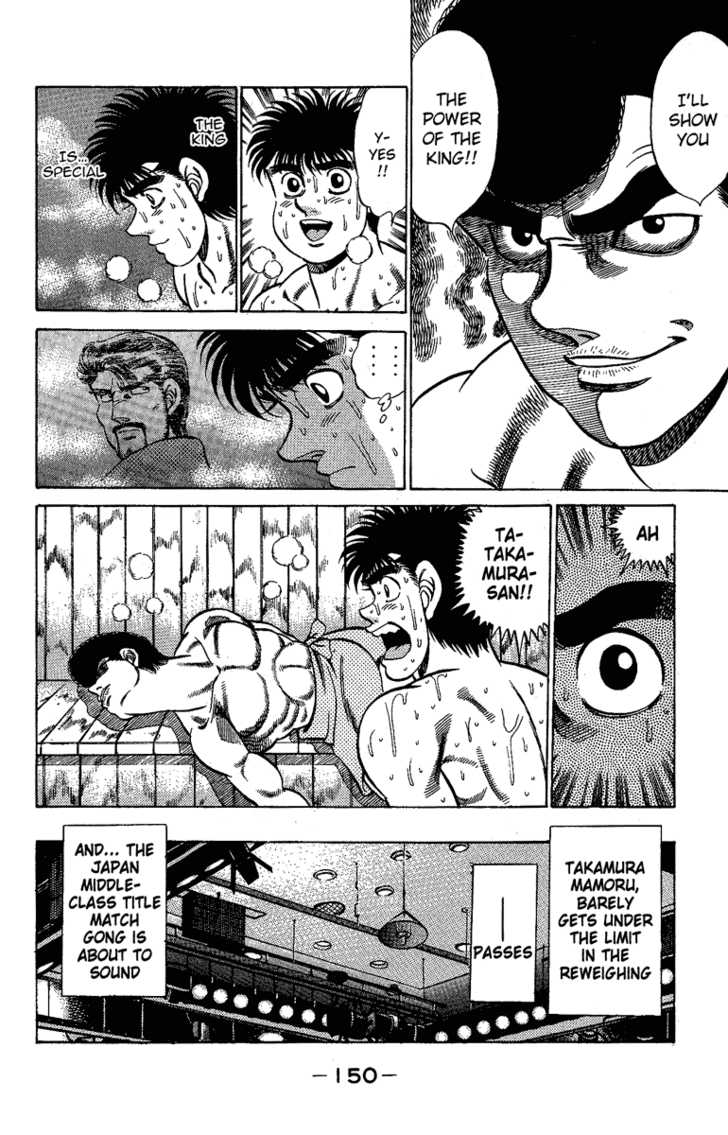 I'LL
SHOW
YOU
THE
POWER
OF THE
KING!!
Y-
YES
!!
THE
KING
IS...
SPECIAL
....
AH
TA-
TAKA-
MURA-
SAN!!
TAKAMURA
MAMORU,
BARELY
GETS UNDER
THE LIMIT
IN THE
REWEIGHING
—
PASSES
AND... THE
JAPAN
MIDDLE-
CLASS TITLE
MATCH
GONG IS
ABOUT TO
SOUND
-150-